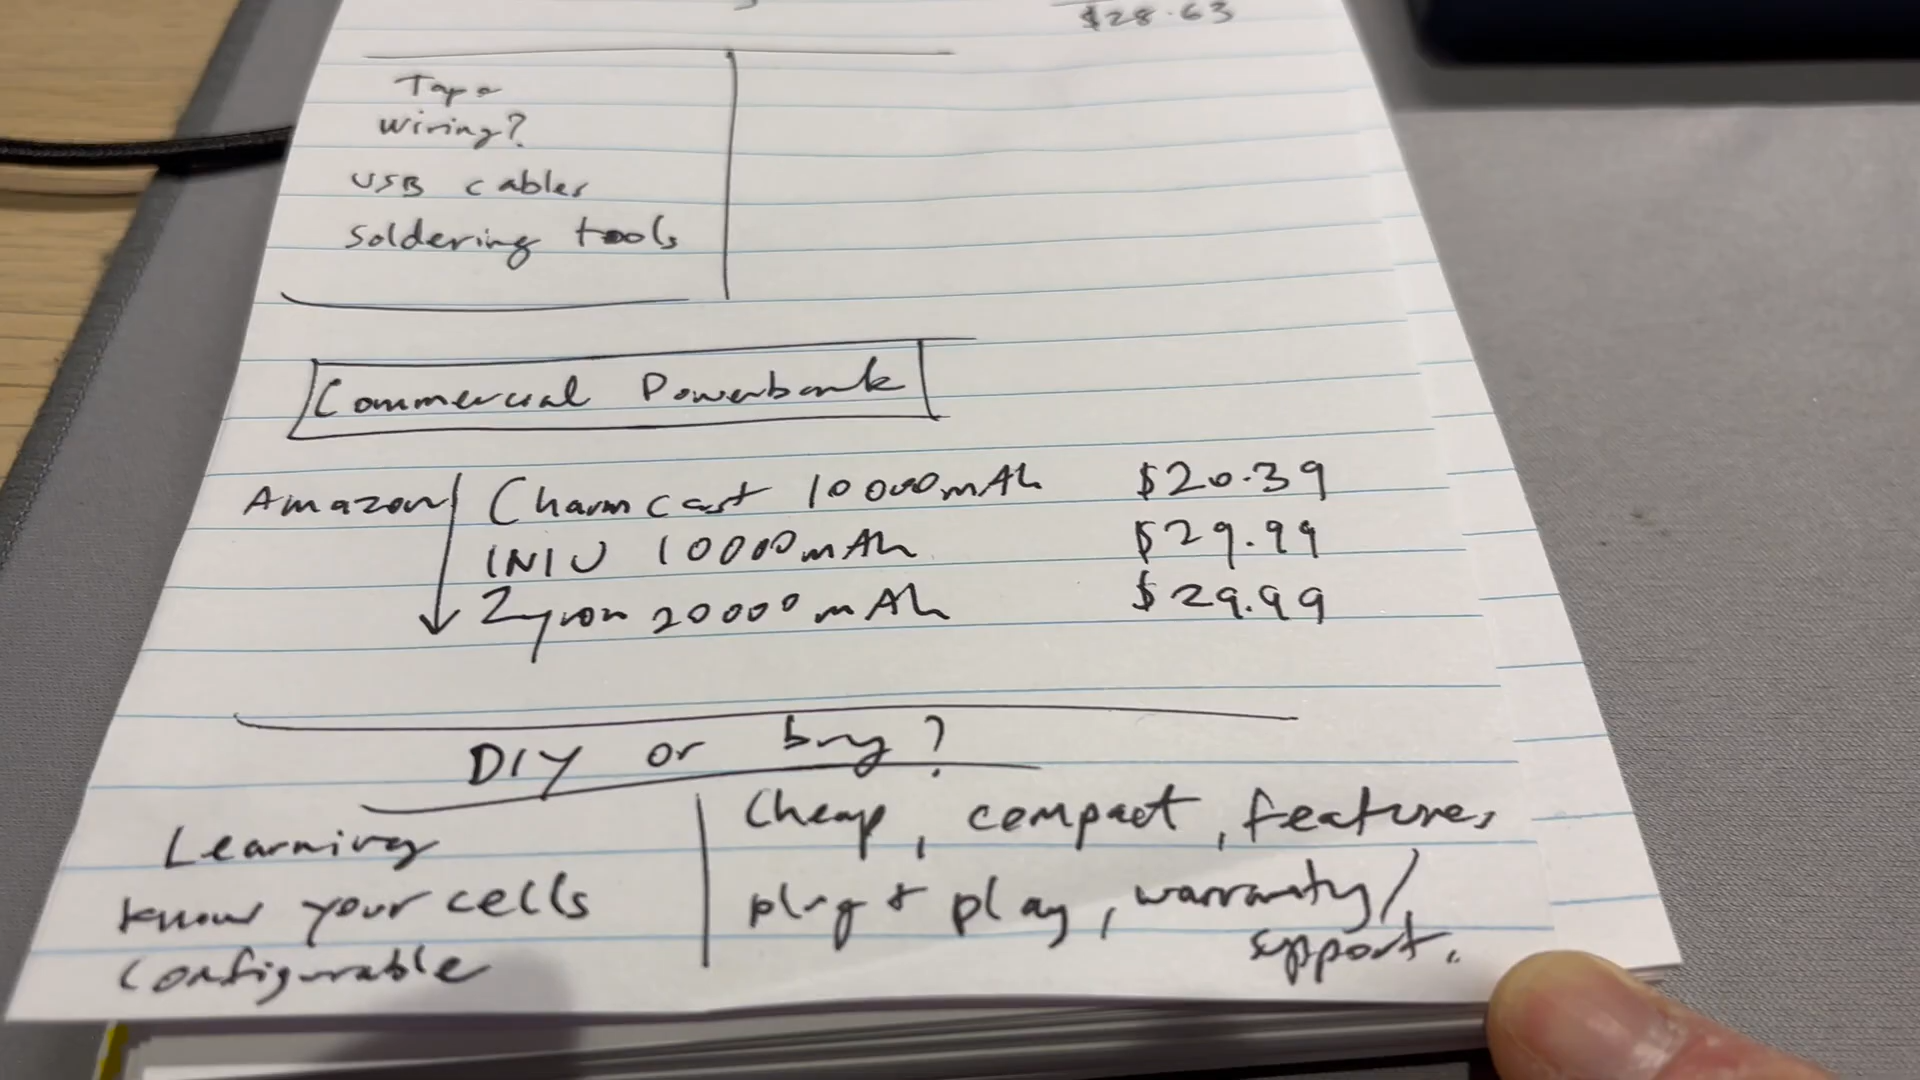 $28.63
Tape
wiring?
USB cables
soldering tools
Commercial Powerbank
Amazon Charmcast 10000mAh $20.39
INIU 10000mAh $29.99
Zyron 20000mAh $29.99
DIY or buy?
Learning
know your cells
configurable
Cheap, compact, features
plug + play, warranty/
support.